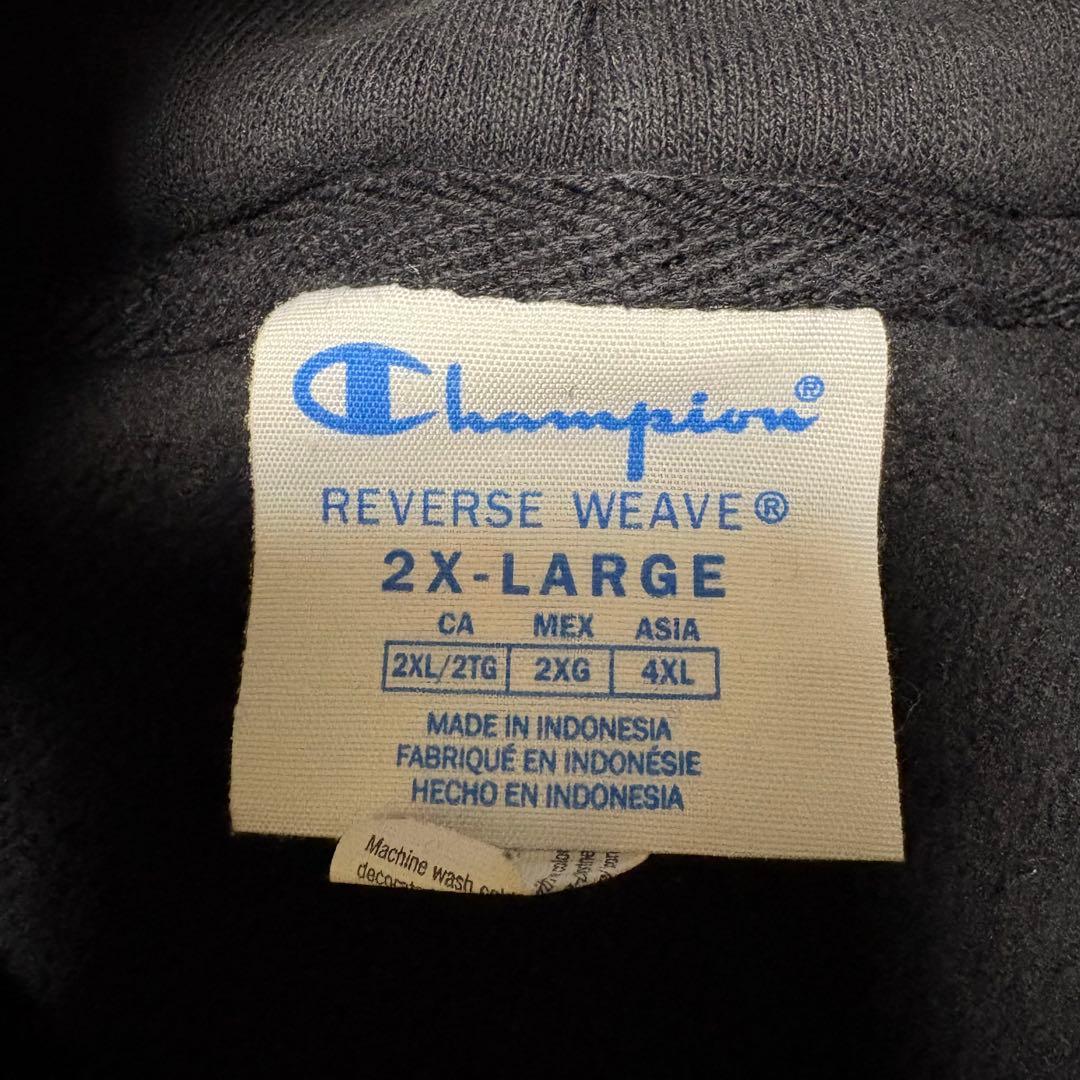 Champion®
REVERSE WEAVE®
2X-LARGE
CA MEX ASIA
2XL/2TG 2XG 4XL
MADE IN INDONESIA
FABRIQUÉ EN INDONÉSIE
HECHO EN INDONESIA
Machine wash